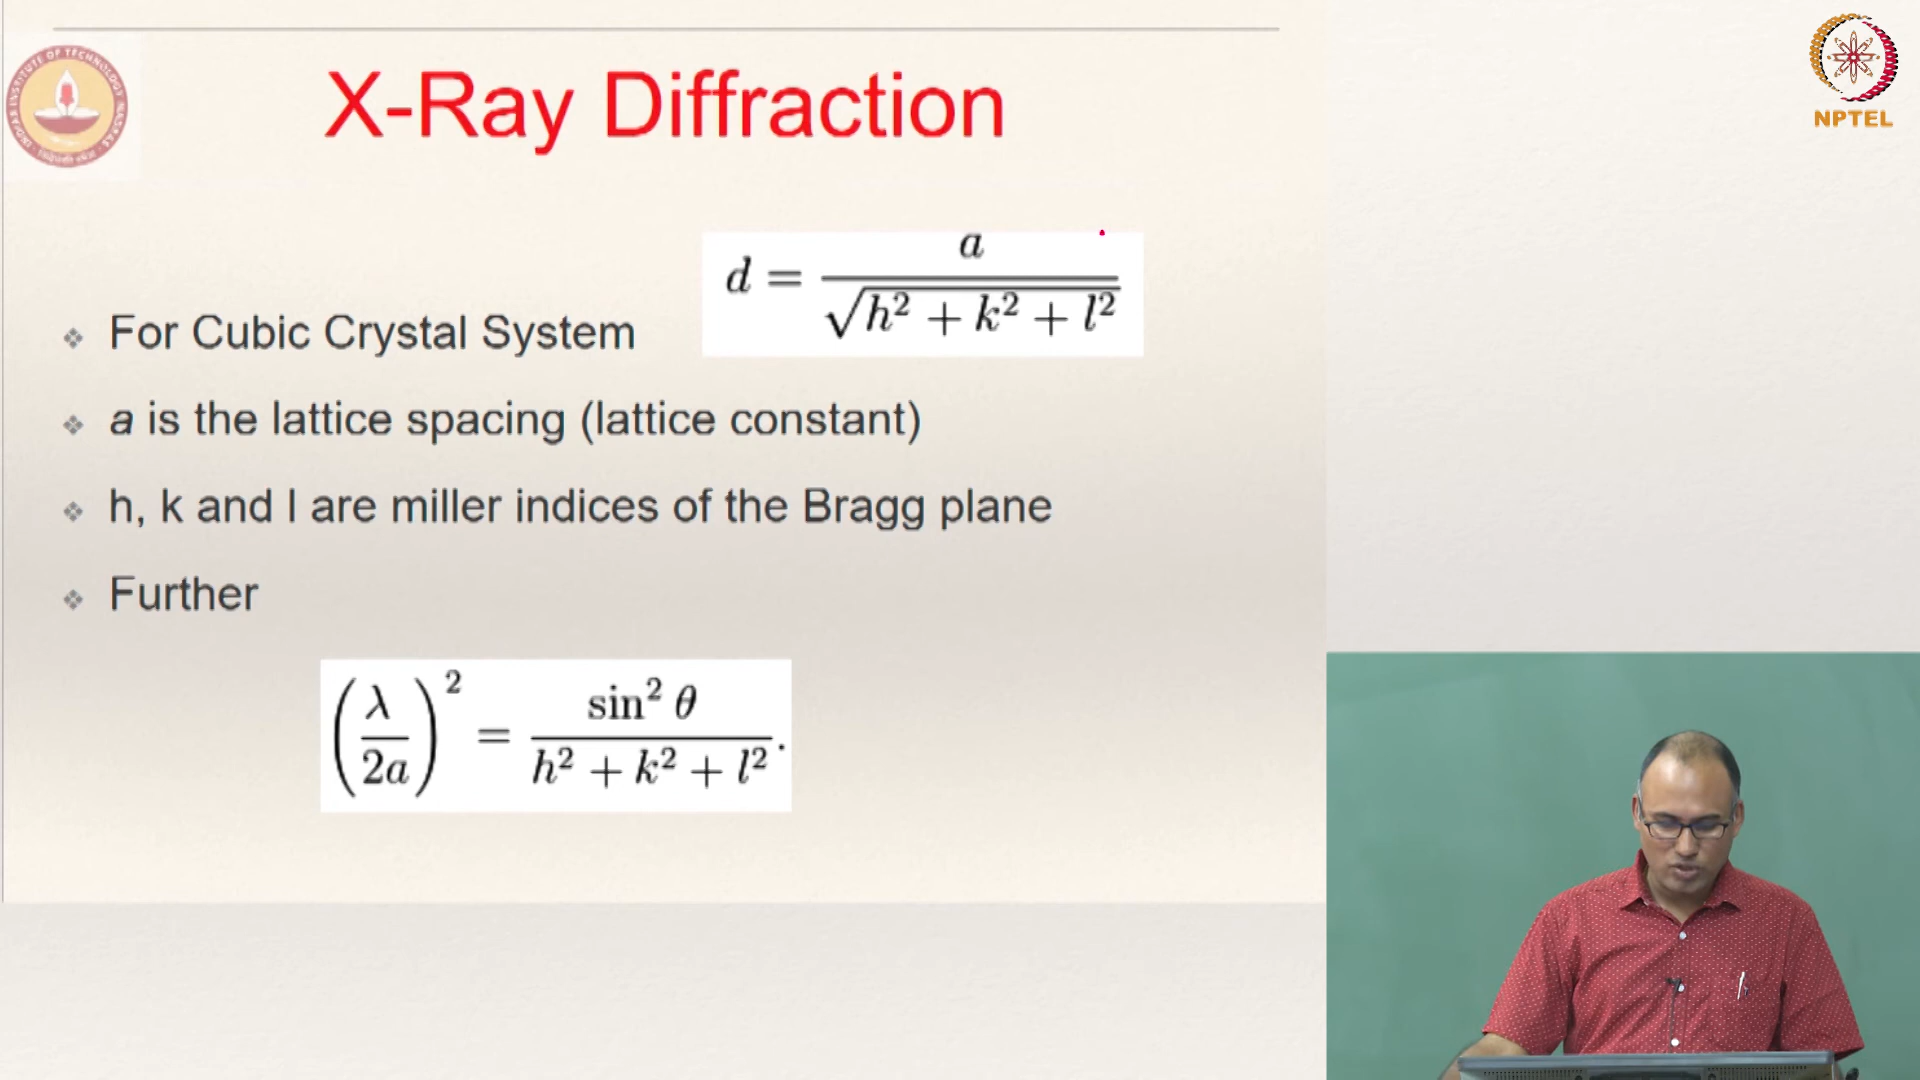 X-Ray Diffraction
NPTEL
d = a / √(h² + k² + l²)
❖ For Cubic Crystal System
❖ a is the lattice spacing (lattice constant)
❖ h, k and l are miller indices of the Bragg plane
❖ Further
(λ/2a)² = sin² θ / (h² + k² + l²).